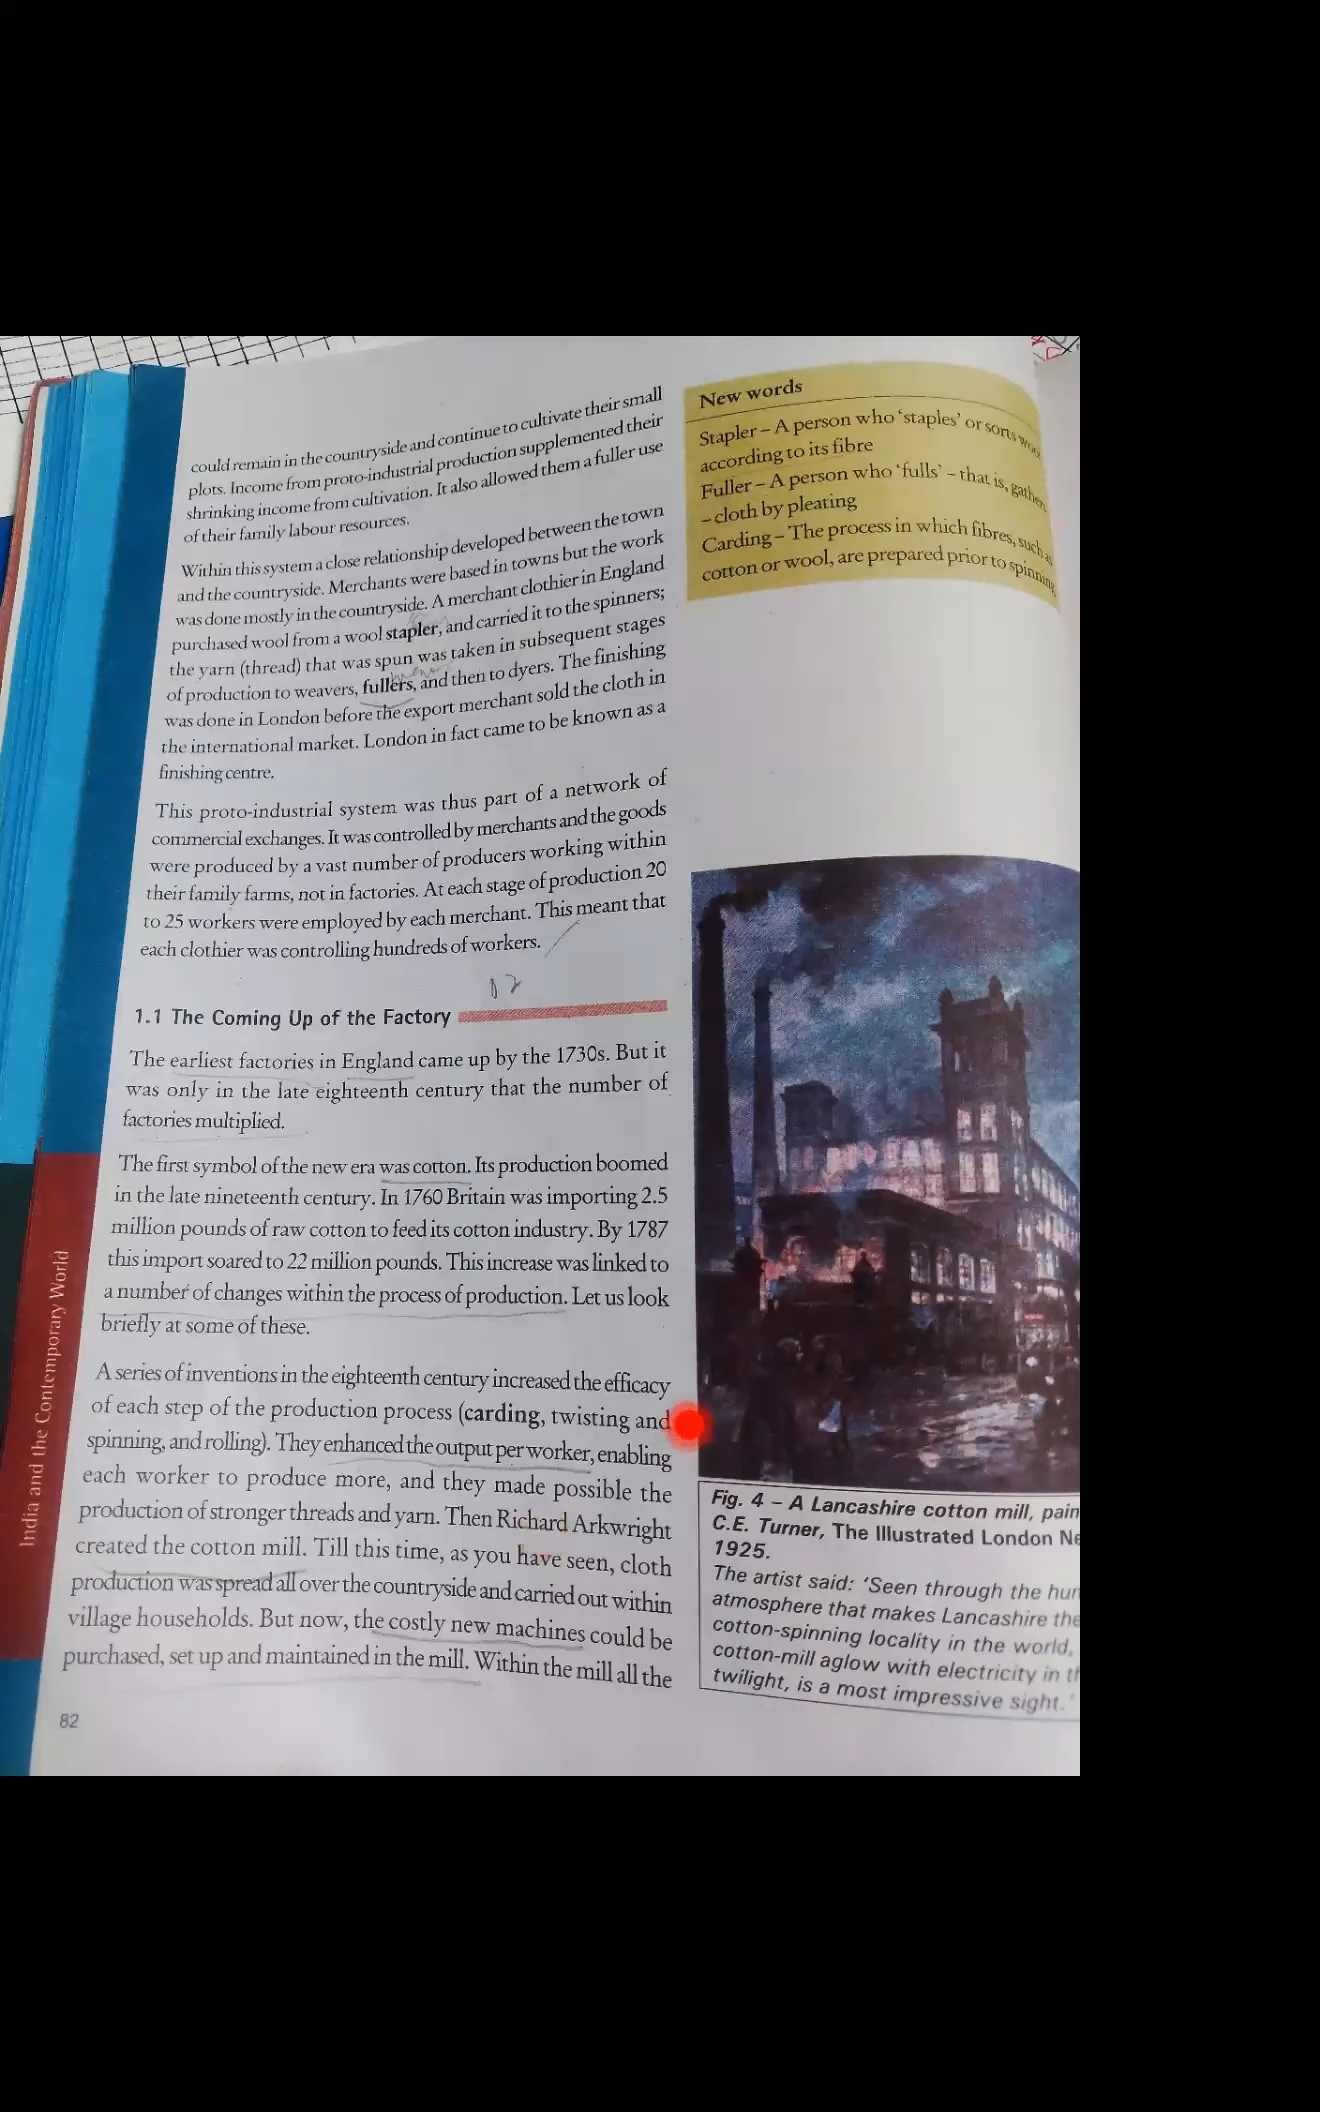 could remain in the countryside and continue to cultivate their small
plots. Income from proto-industrial production supplemented their
shrinking income from cultivation. It also allowed them a fuller use
of their family labour resources.
Within this system a close relationship developed between the town
and the countryside. Merchants were based in towns but the work
was done mostly in the countryside. A merchant clothier in England
purchased wool from a wool stapler, and carried it to the spinners;
the yarn (thread) that was spun was taken in subsequent stages
of production to weavers, fullers, and then to dyers. The finishing
was done in London before the export merchant sold the cloth in
the international market. London in fact came to be known as a
finishing centre.
This proto-industrial system was thus part of a network of
commercial exchanges. It was controlled by merchants and the goods
were produced by a vast number of producers working within
their family farms, not in factories. At each stage of production 20
to 25 workers were employed by each merchant. This meant that
each clothier was controlling hundreds of workers.
1.1 The Coming Up of the Factory
The earliest factories in England came up by the 1730s. But it
was only in the late eighteenth century that the number of
factories multiplied.
The first symbol of the new era was cotton. Its production boomed
in the late nineteenth century. In 1760 Britain was importing 2.5
million pounds of raw cotton to feed its cotton industry. By 1787
this import soared to 22 million pounds. This increase was linked to
a number of changes within the process of production. Let us look
briefly at some of these.
A series of inventions in the eighteenth century increased the efficacy
of each step of the production process (carding, twisting and
spinning, and rolling). They enhanced the output per worker, enabling
each worker to produce more, and they made possible the
production of stronger threads and yarn. Then Richard Arkwright
created the cotton mill. Till this time, as you have seen, cloth
production was spread all over the countryside and carried out within
village households. But now, the costly new machines could be
purchased, set up and maintained in the mill. Within the mill all the
82
India and the Contemporary World
New words
Stapler – A person who 'staples' or sorts wool
according to its fibre
Fuller – A person who 'fulls' – that is, gathers
– cloth by pleating
Carding – The process in which fibres, such as
cotton or wool, are prepared prior to spinning
Fig. 4 – A Lancashire cotton mill, pain
C.E. Turner, The Illustrated London Ne
1925.
The artist said: 'Seen through the hum
atmosphere that makes Lancashire the
cotton-spinning locality in the world,
cotton-mill aglow with electricity in th
twilight, is a most impressive sight.'